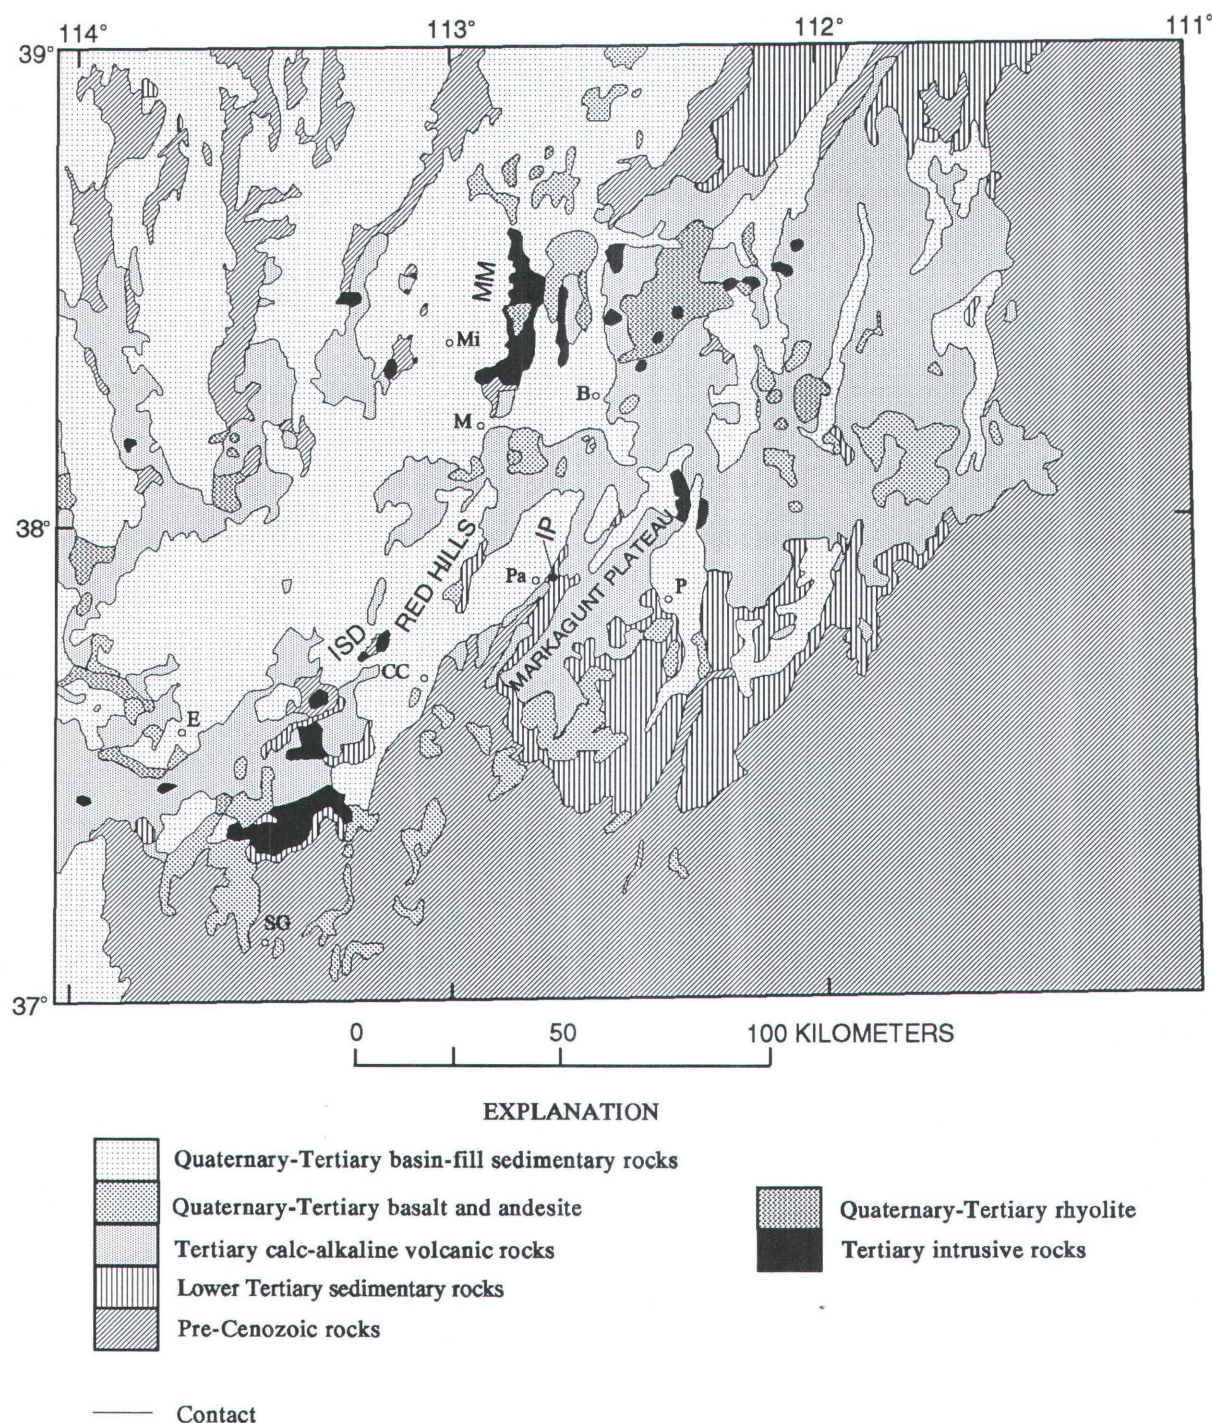 114°
113°
112°
111°
39°
MM
Mi
B
M
38°
RED HILLS
IP
Pa
MARKAGUNT PLATEAU
P
ISD
CC
E
SG
37°
0 50 100 KILOMETERS
EXPLANATION
Quaternary-Tertiary basin-fill sedimentary rocks
Quaternary-Tertiary basalt and andesite
Quaternary-Tertiary rhyolite
Tertiary calc-alkaline volcanic rocks
Tertiary intrusive rocks
Lower Tertiary sedimentary rocks
Pre-Cenozoic rocks
Contact